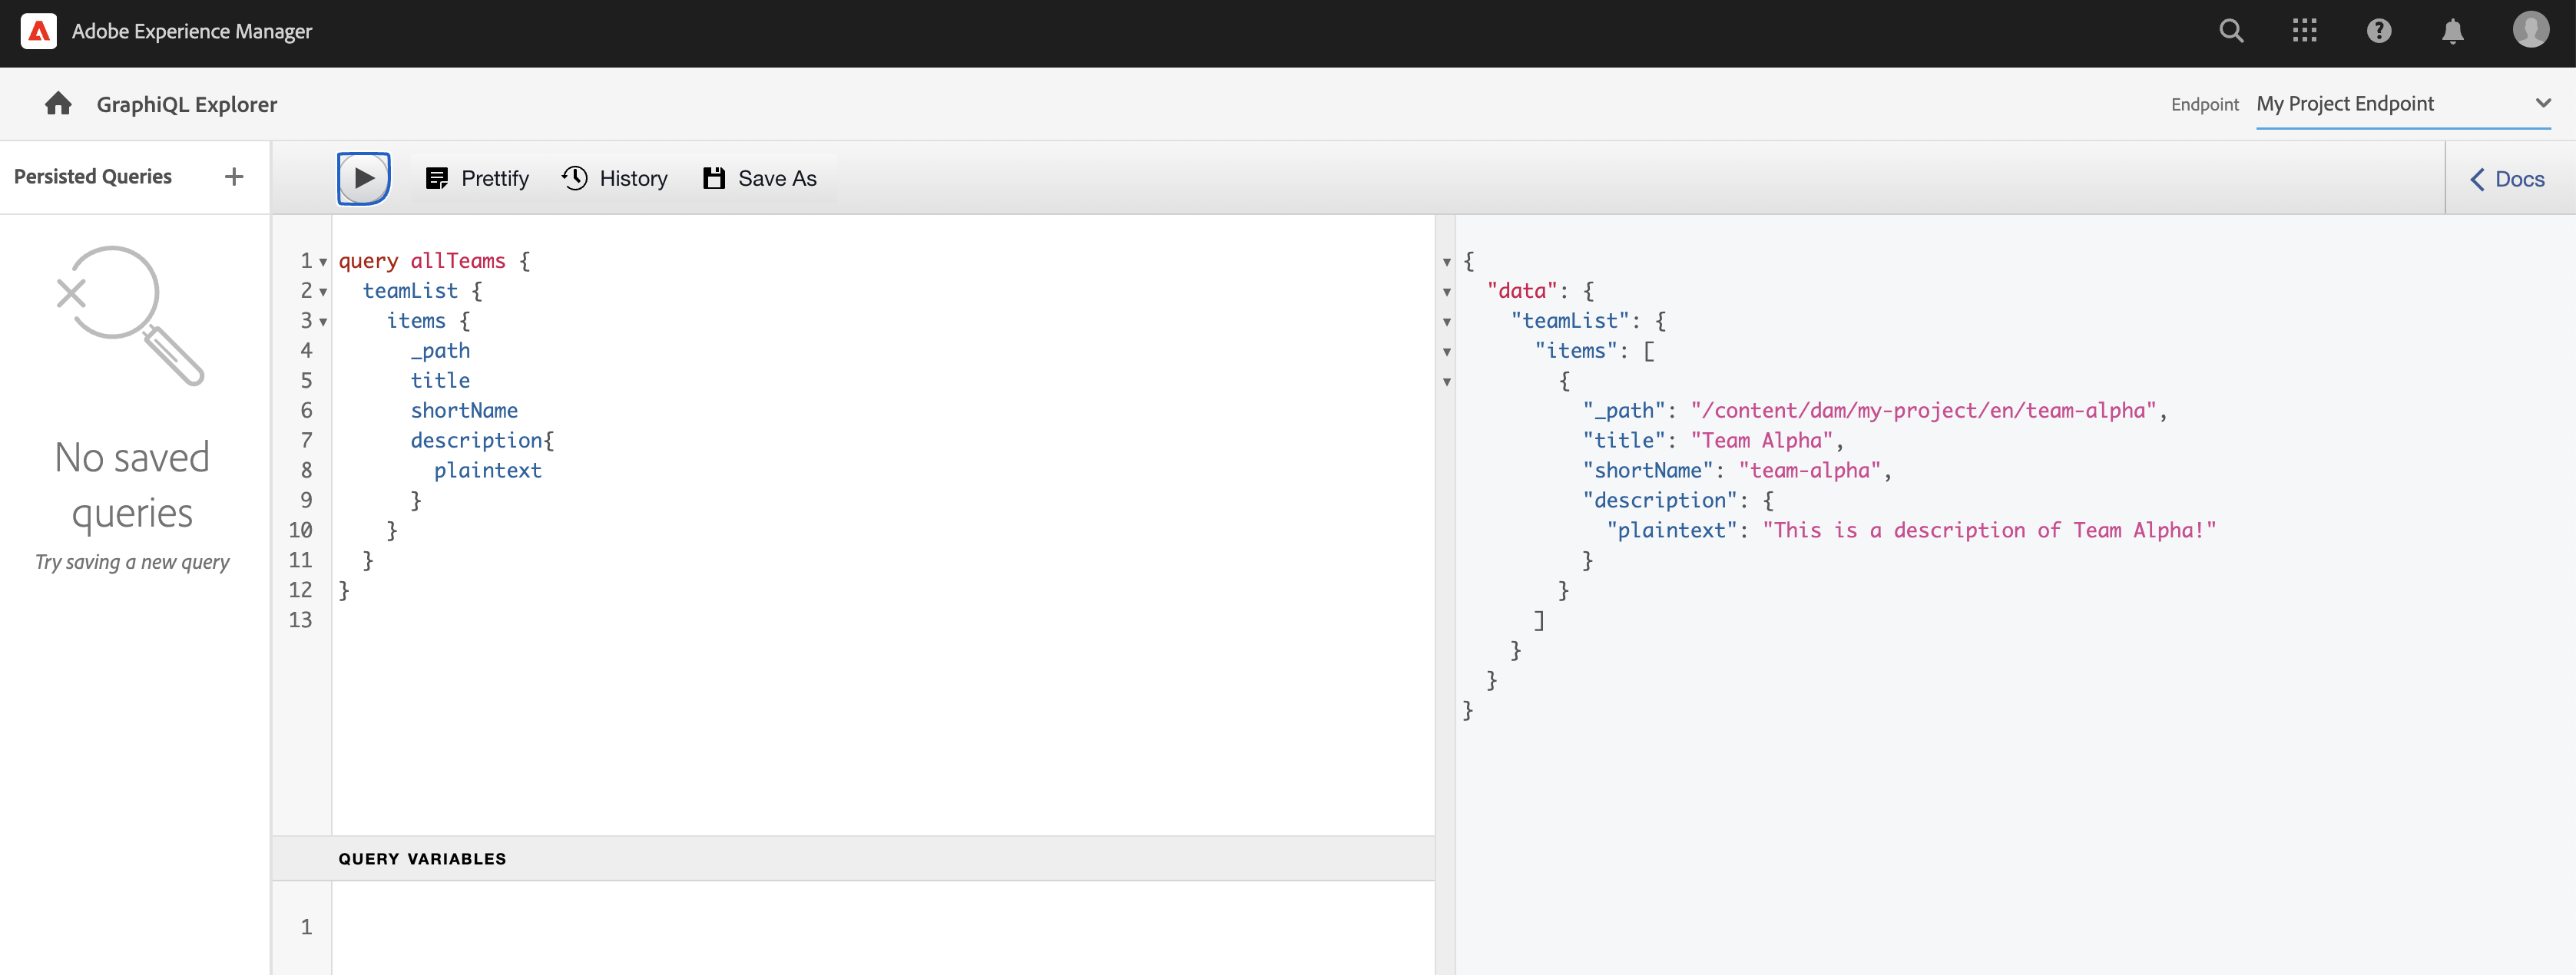 Adobe Experience Manager
GraphiQL Explorer
Endpoint My Project Endpoint
Persisted Queries +
Prettify History Save As
Docs
No saved
queries
Try saving a new query
1 query allTeams {
2 teamList {
3 items {
4 _path
5 title
6 shortName
7 description{
8 plaintext
9 }
10 }
11 }
12 }
13
QUERY VARIABLES
1
{
"data": {
"teamList": {
"items": [
{
"_path": "/content/dam/my-project/en/team-alpha",
"title": "Team Alpha",
"shortName": "team-alpha",
"description": {
"plaintext": "This is a description of Team Alpha!"
}
}
]
}
}
}